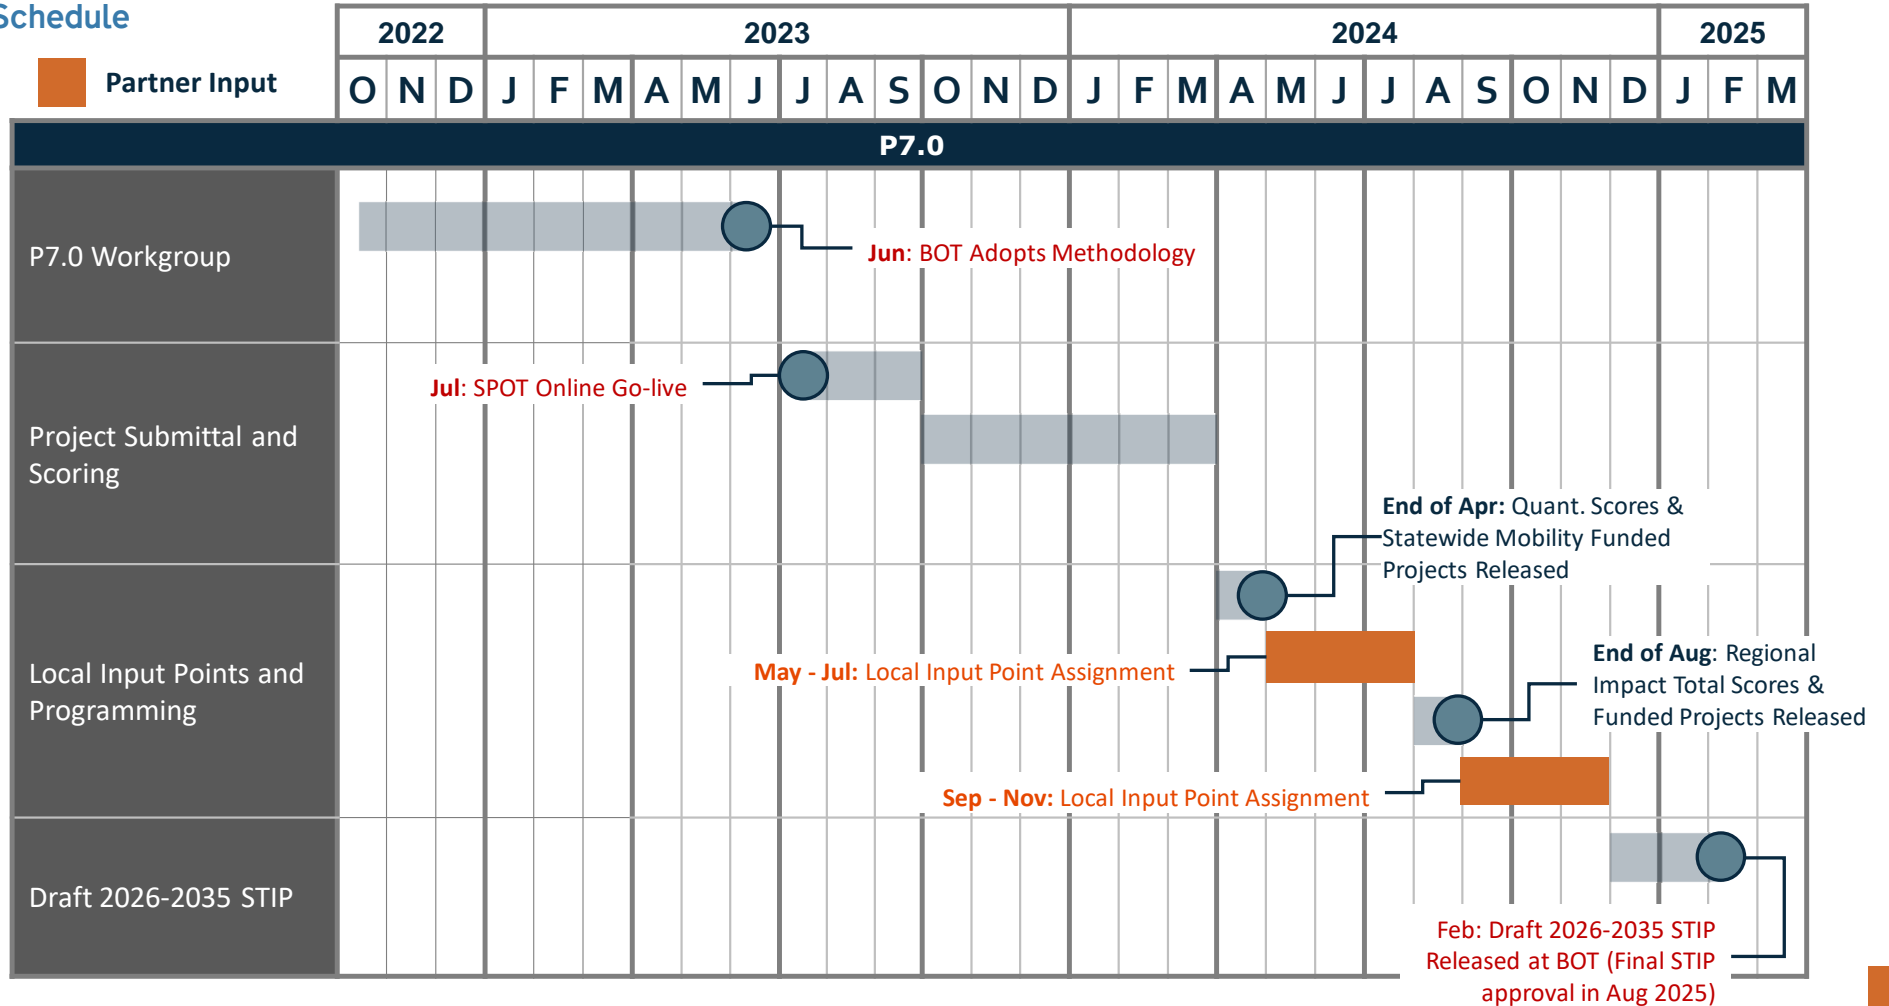 Schedule
Partner Input
2022 2023 2024 2025
O N D J F M A M J J A S O N D J F M A M J J A S O N D J F M
P7.0
P7.0 Workgroup
Jun: BOT Adopts Methodology
Jul: SPOT Online Go-live
Project Submittal and
Scoring
End of Apr: Quant. Scores &
Statewide Mobility Funded
Projects Released
Local Input Points and
Programming
May - Jul: Local Input Point Assignment
End of Aug: Regional
Impact Total Scores &
Funded Projects Released
Sep - Nov: Local Input Point Assignment
Draft 2026-2035 STIP
Feb: Draft 2026-2035 STIP
Released at BOT (Final STIP
approval in Aug 2025)